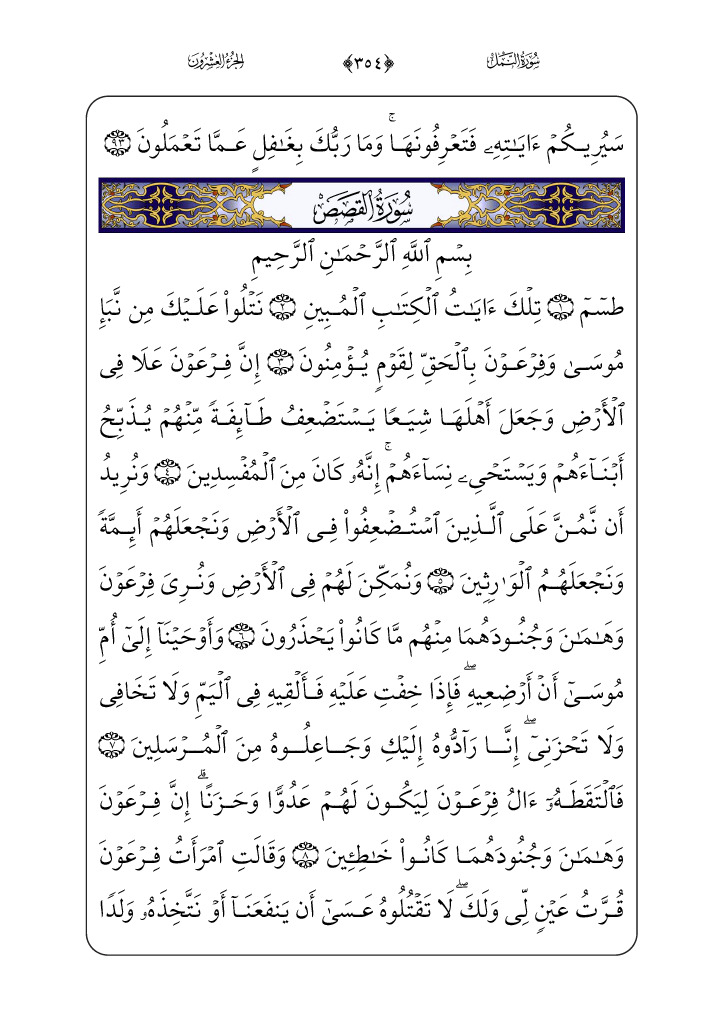 سُورَةُ النَّمۡلِ ﴿٣٥٤﴾ الجُزۡءُ العِشۡرُونَ
سَيُرِيكُمۡ ءَايَٰتِهِۦ فَتَعۡرِفُونَهَاۚ وَمَا رَبُّكَ بِغَٰفِلٍ عَمَّا تَعۡمَلُونَ ٩٣
سُورَةُ القَصَصِ
بِسۡمِ ٱللَّهِ ٱلرَّحۡمَٰنِ ٱلرَّحِيمِ
طسٓمٓ ١ تِلۡكَ ءَايَٰتُ ٱلۡكِتَٰبِ ٱلۡمُبِينِ ٢ نَتۡلُواْ عَلَيۡكَ مِن نَّبَإِ
مُوسَىٰ وَفِرۡعَوۡنَ بِٱلۡحَقِّ لِقَوۡمٖ يُؤۡمِنُونَ ٣ إِنَّ فِرۡعَوۡنَ عَلَا فِي
ٱلۡأَرۡضِ وَجَعَلَ أَهۡلَهَا شِيَعٗا يَسۡتَضۡعِفُ طَآئِفَةٗ مِّنۡهُمۡ يُذَبِّحُ
أَبۡنَآءَهُمۡ وَيَسۡتَحۡيِۦ نِسَآءَهُمۡۚ إِنَّهُۥ كَانَ مِنَ ٱلۡمُفۡسِدِينَ ٤ وَنُرِيدُ
أَن نَّمُنَّ عَلَى ٱلَّذِينَ ٱسۡتُضۡعِفُواْ فِي ٱلۡأَرۡضِ وَنَجۡعَلَهُمۡ أَئِمَّةٗ
وَنَجۡعَلَهُمُ ٱلۡوَٰرِثِينَ ٥ وَنُمَكِّنَ لَهُمۡ فِي ٱلۡأَرۡضِ وَنُرِيَ فِرۡعَوۡنَ
وَهَٰمَٰنَ وَجُنُودَهُمَا مِنۡهُم مَّا كَانُواْ يَحۡذَرُونَ ٦ وَأَوۡحَيۡنَآ إِلَىٰٓ أُمِّ
مُوسَىٰٓ أَنۡ أَرۡضِعِيهِۖ فَإِذَا خِفۡتِ عَلَيۡهِ فَأَلۡقِيهِ فِي ٱلۡيَمِّ وَلَا تَخَافِي
وَلَا تَحۡزَنِيٓۖ إِنَّا رَآدُّوهُ إِلَيۡكِ وَجَاعِلُوهُ مِنَ ٱلۡمُرۡسَلِينَ ٧
فَٱلۡتَقَطَهُۥٓ ءَالُ فِرۡعَوۡنَ لِيَكُونَ لَهُمۡ عَدُوّٗا وَحَزَنًاۗ إِنَّ فِرۡعَوۡنَ
وَهَٰمَٰنَ وَجُنُودَهُمَا كَانُواْ خَٰطِـِٔينَ ٨ وَقَالَتِ ٱمۡرَأَتُ فِرۡعَوۡنَ
قُرَّتُ عَيۡنٖ لِّي وَلَكَۖ لَا تَقۡتُلُوهُ عَسَىٰٓ أَن يَنفَعَنَآ أَوۡ نَتَّخِذَهُۥ وَلَدٗا